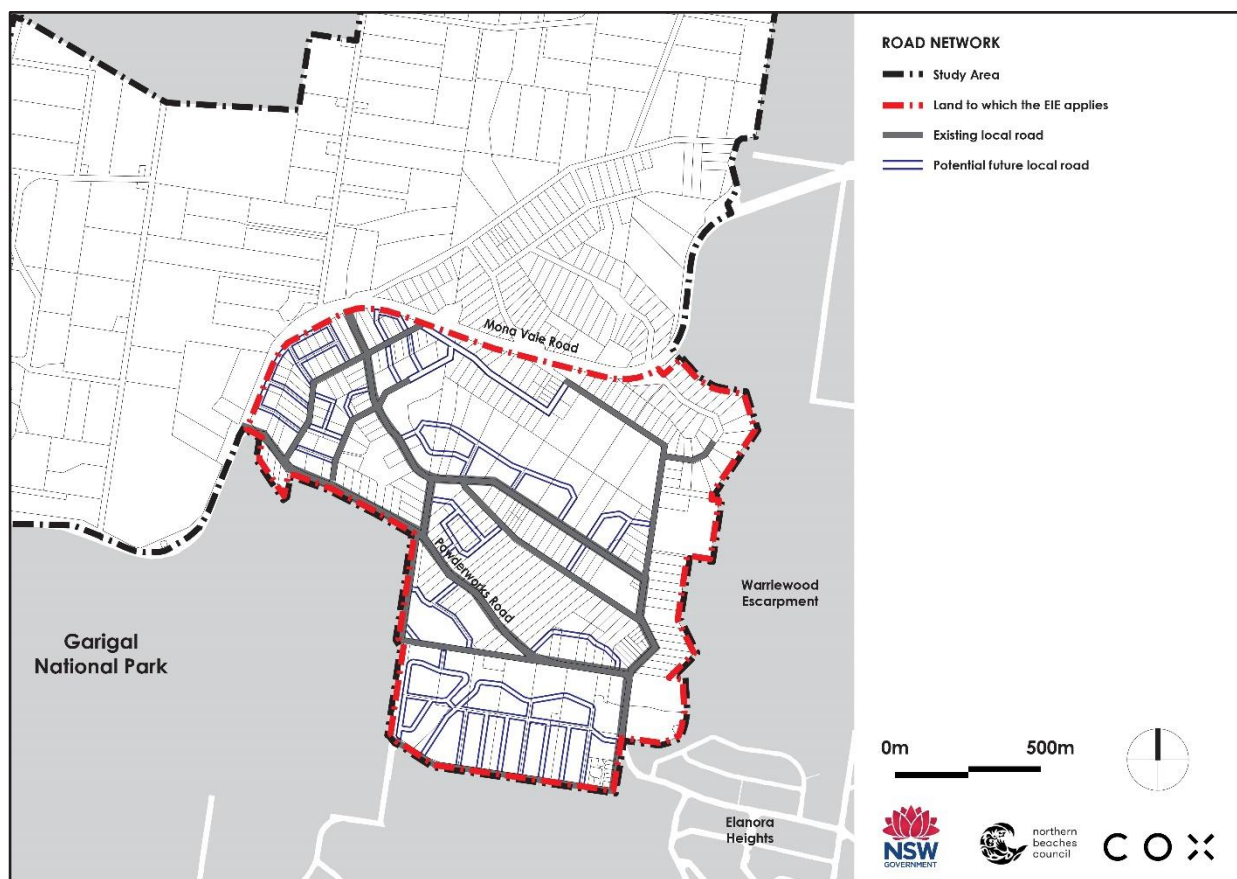 ROAD NETWORK
Study Area
Land to which the EIE applies
Existing local road
Potential future local road
Mona Vale Road
Powderworks Road
Warriewood
Escarpment
Garigal
National Park
Elanora
Heights
0m 500m
NSW
GOVERNMENT
northern
beaches
council
COX